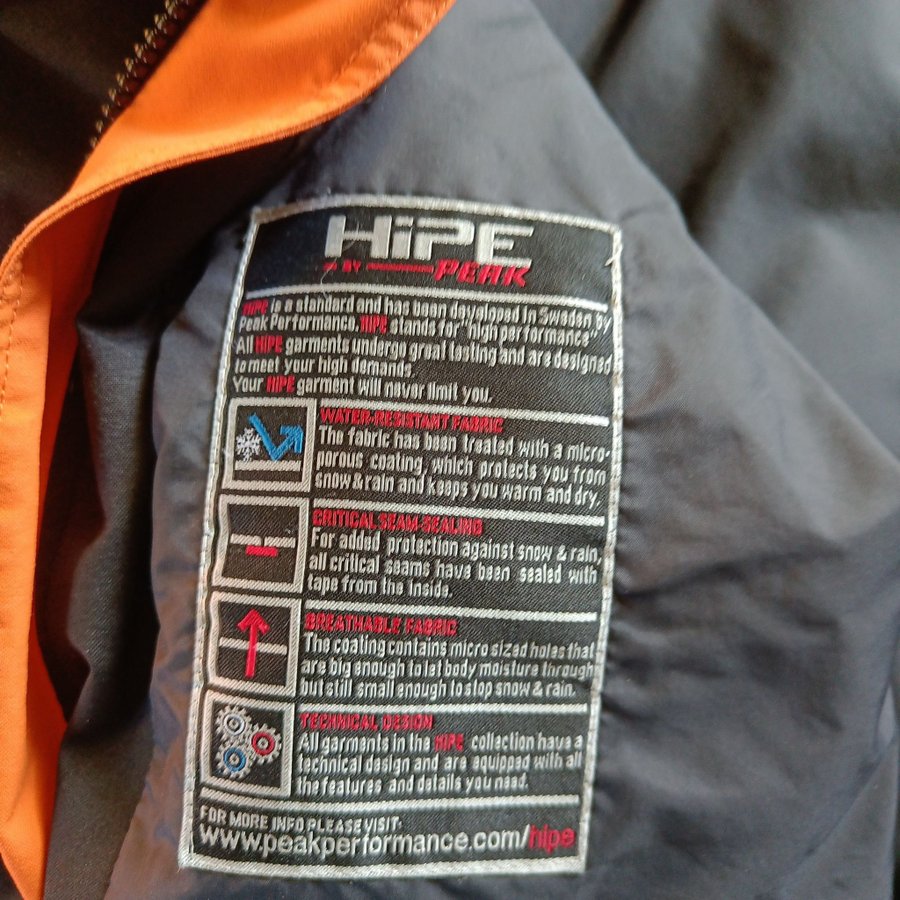 HiPE
BY PEAK
HIPE is a standard and has been developed in Sweden by
Peak Performance. HIPE stands for "high performance".
All HIPE garments undergo great testing and are designed
to meet your high demands.
Your HIPE garment will never limit you.
WATER-RESISTANT FABRIC
The fabric has been treated with a micro-
porous coating, which protects you from
snow & rain and keeps you warm and dry.
CRITICAL SEAM-SEALING
For added protection against snow & rain,
all critical seams have been sealed with
tape from the inside.
BREATHABLE FABRIC
The coating contains micro sized holes that
are big enough to let body moisture through
but still small enough to stop snow & rain.
TECHNICAL DESIGN
All garments in the HIPE collection have a
technical design and are equipped with all
the features and details you need.
FOR MORE INFO PLEASE VISIT:
www.peakperformance.com/hipe